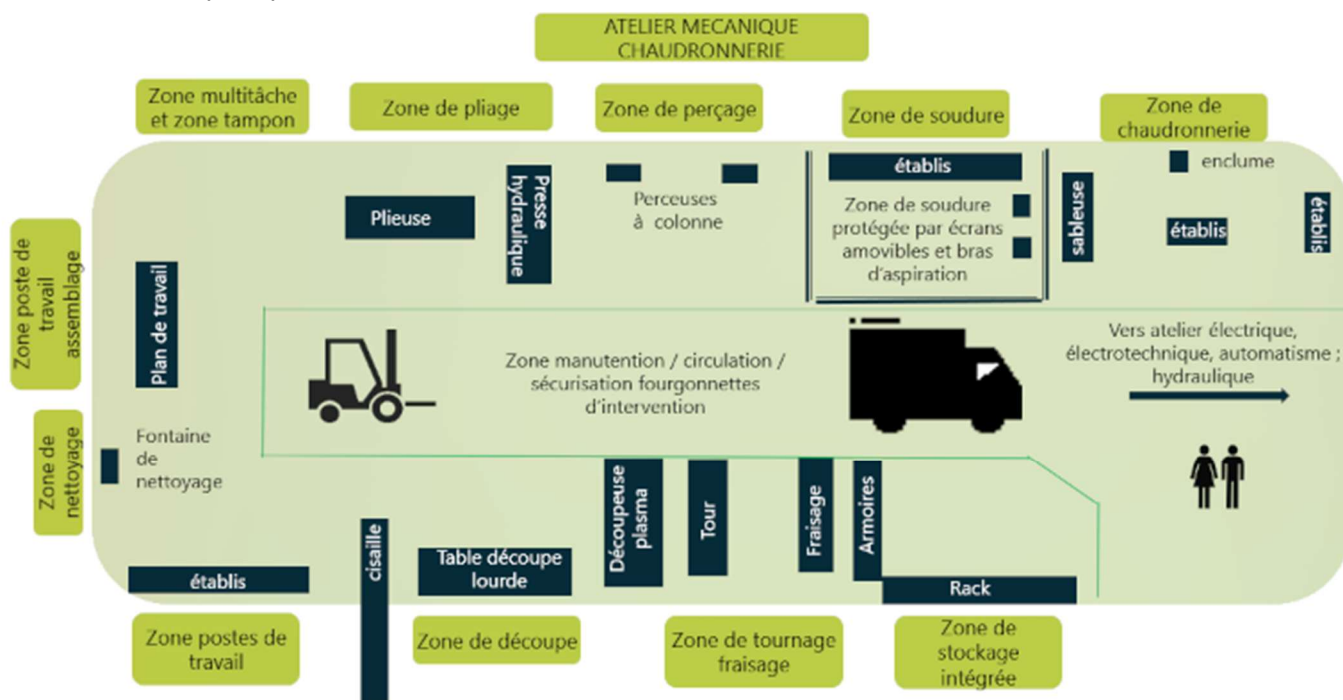 ATELIER MECANIQUE
CHAUDRONNERIE
Zone multitâche
et zone tampon
Zone de pliage
Zone de perçage
Zone de soudure
Zone de
chaudronnerie
Plieuse
Presse
hydraulique
Perceuses
à colonne
établis
Zone de soudure
protégée par écrans
amovibles et bras
d'aspiration
sableuse
enclume
établis
établis
Zone poste de
travail
assemblage
Plan de travail
Zone manutention / circulation /
sécurisation fourgonnettes
d'intervention
Vers atelier électrique,
électrotechnique, automatisme ;
hydraulique
Zone de
nettoyage
Fontaine
de
nettoyage
établis
cisaille
Table découpe
lourde
Découpeuse
plasma
Tour
Fraisage
Armoires
Rack
Zone postes de
travail
Zone de découpe
Zone de tournage
fraisage
Zone de
stockage
intégrée